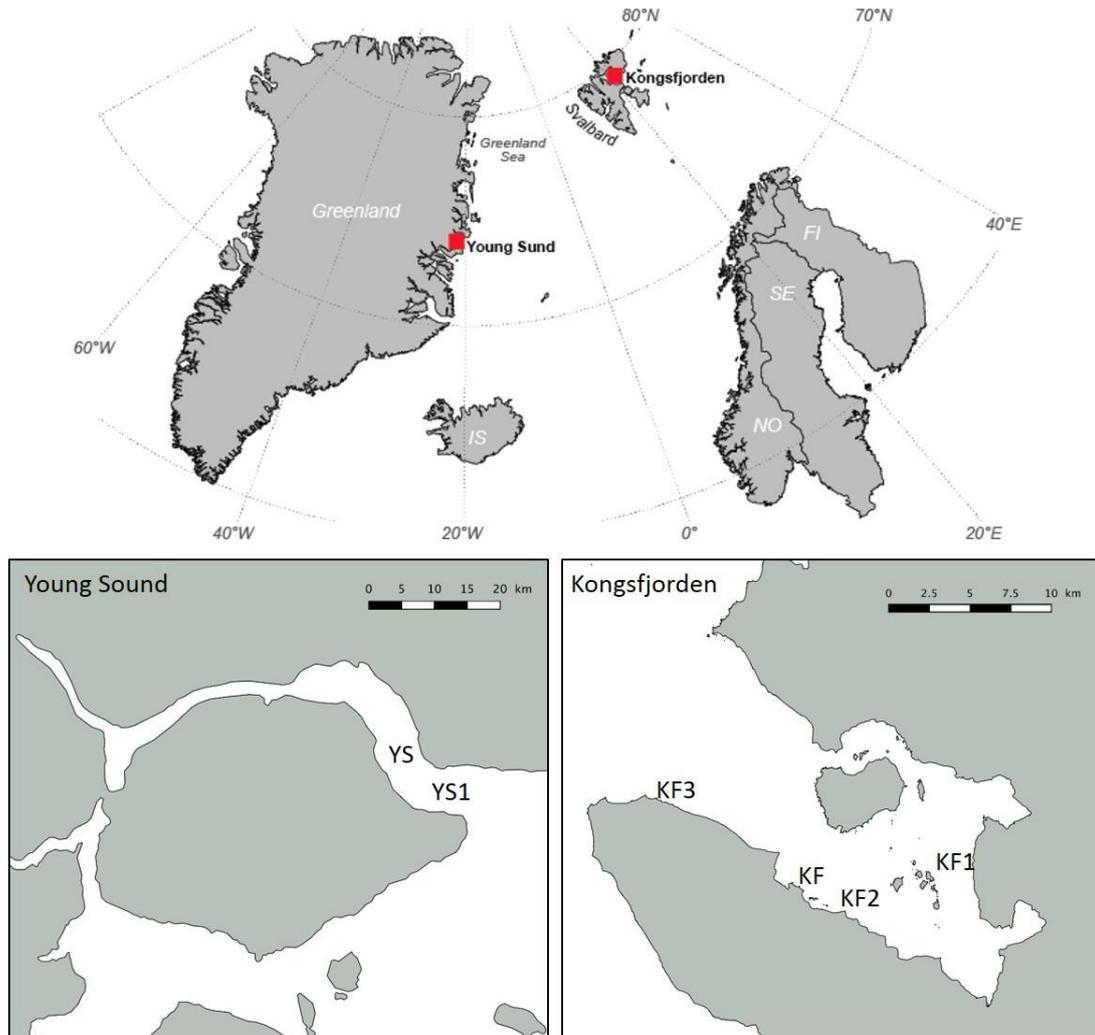 80°N
70°N
Kongsfjorden
Svalbard
Greenland
Sea
Greenland
Young Sund
FI
40°E
SE
60°W
NO
IS
40°W
20°W
0°
20°E
Young Sound
0 5 10 15 20 km
YS
YS1
Kongsfjorden
0 2.5 5 7.5 10 km
KF3
KF1
KF
KF2